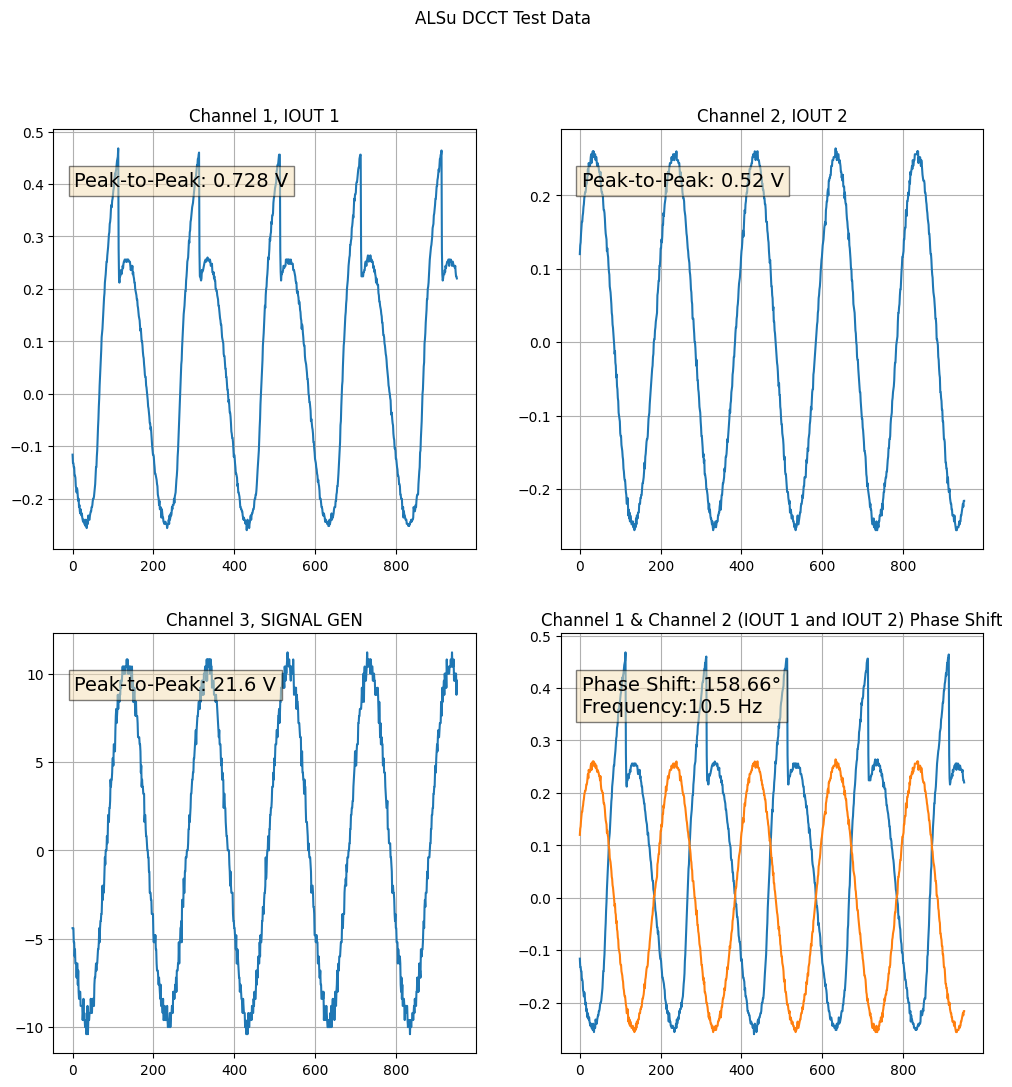 ALSu DCCT Test Data
Channel 1, IOUT 1
Peak-to-Peak: 0.728 V
0.5
0.4
0.3
0.2
0.1
0.0
−0.1
−0.2
0 200 400 600 800
Channel 2, IOUT 2
Peak-to-Peak: 0.52 V
0.2
0.1
0.0
−0.1
−0.2
0 200 400 600 800
Channel 3, SIGNAL GEN
Peak-to-Peak: 21.6 V
10
5
0
−5
−10
0 200 400 600 800
Channel 1 & Channel 2 (IOUT 1 and IOUT 2) Phase Shift
Phase Shift: 158.66°
Frequency:10.5 Hz
0.5
0.4
0.3
0.2
0.1
0.0
−0.1
−0.2
0 200 400 600 800